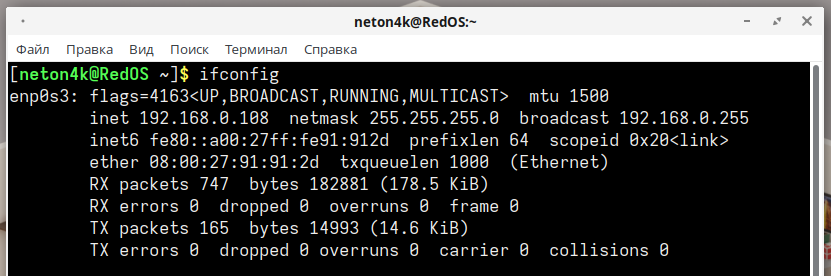 neton4k@RedOS:~
Файл Правка Вид Поиск Терминал Справка
[neton4k@RedOS ~]$ ifconfig
enp0s3: flags=4163<UP,BROADCAST,RUNNING,MULTICAST>  mtu 1500
        inet 192.168.0.108  netmask 255.255.255.0  broadcast 192.168.0.255
        inet6 fe80::a00:27ff:fe91:912d  prefixlen 64  scopeid 0x20<link>
        ether 08:00:27:91:91:2d  txqueuelen 1000  (Ethernet)
        RX packets 747  bytes 182881 (178.5 KiB)
        RX errors 0  dropped 0  overruns 0  frame 0
        TX packets 165  bytes 14993 (14.6 KiB)
        TX errors 0  dropped 0 overruns 0  carrier 0  collisions 0